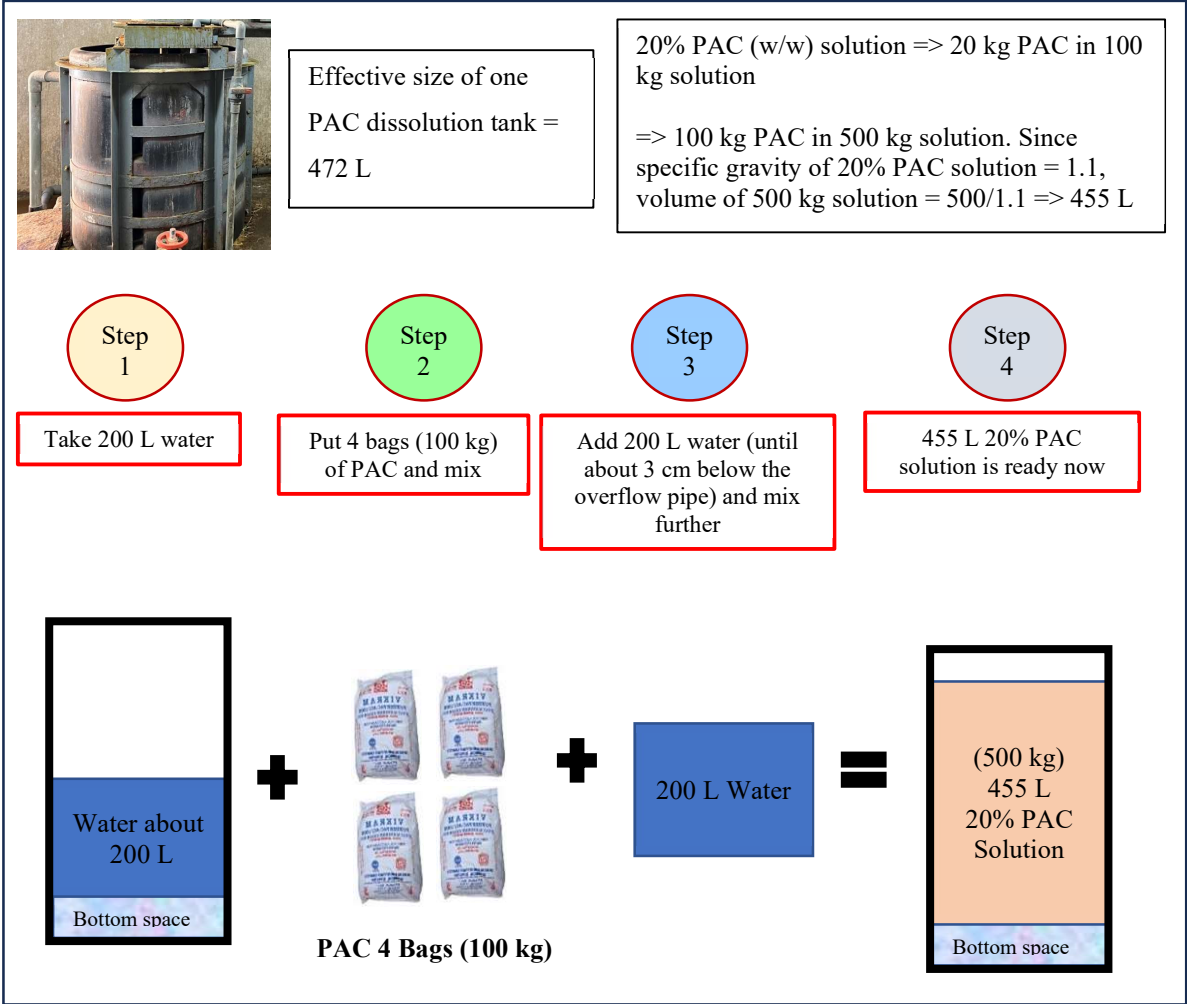 Effective size of one
PAC dissolution tank =
472 L
20% PAC (w/w) solution => 20 kg PAC in 100
kg solution
=> 100 kg PAC in 500 kg solution. Since
specific gravity of 20% PAC solution = 1.1,
volume of 500 kg solution = 500/1.1 => 455 L
Step
1
Step
2
Step
3
Step
4
Take 200 L water
Put 4 bags (100 kg)
of PAC and mix
Add 200 L water (until
about 3 cm below the
overflow pipe) and mix
further
455 L 20% PAC
solution is ready now
Water about
200 L
Bottom space
VIKRAM
VIKRAM
VIKRAM
VIKRAM
PAC 4 Bags (100 kg)
200 L Water
(500 kg)
455 L
20% PAC
Solution
Bottom space